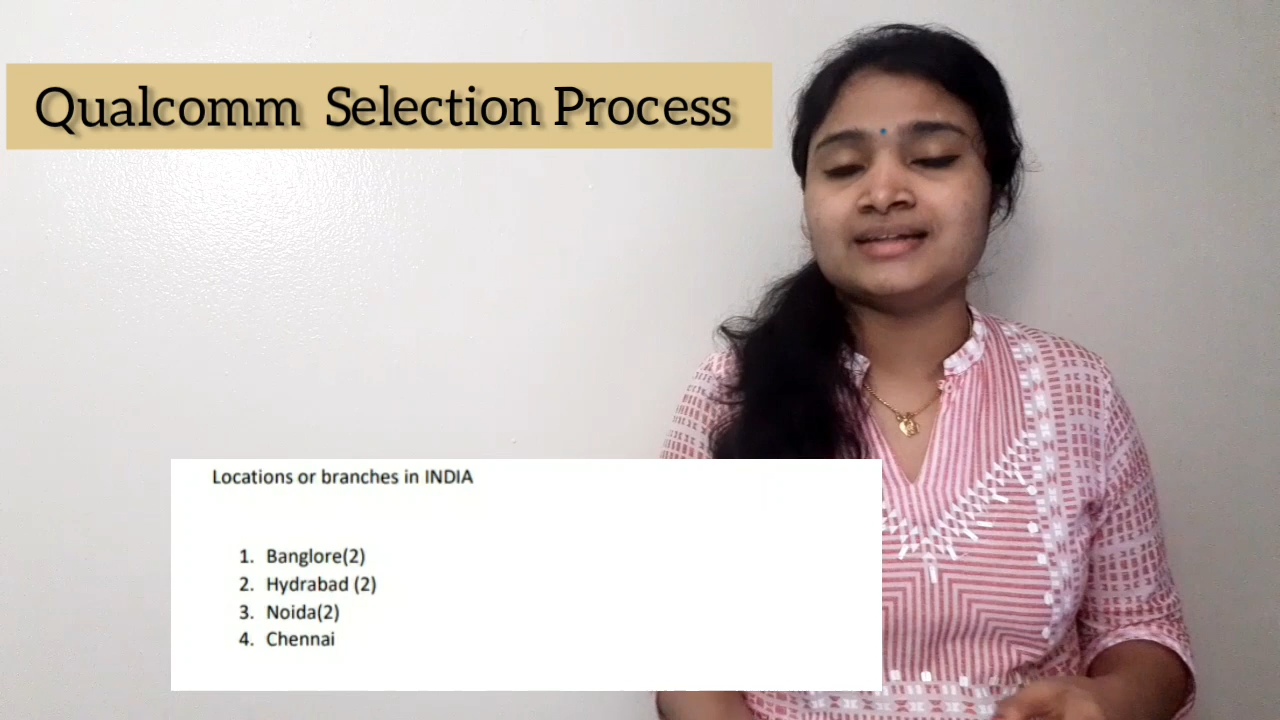 Qualcomm Selection Process
Locations or branches in INDIA
1. Banglore(2)
2. Hydrabad (2)
3. Noida(2)
4. Chennai